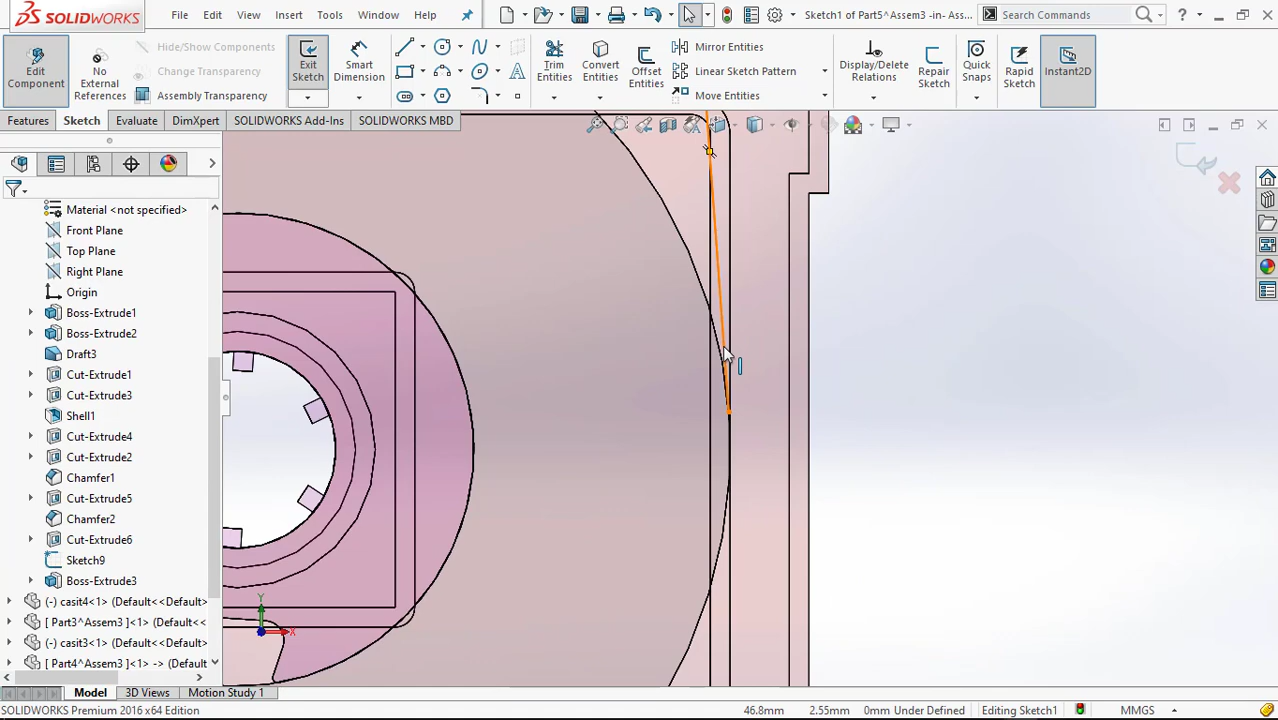 SOLIDWORKS
File
Edit
View
Insert
Tools
Window
Help
Sketch1 of Part5^Assem3 -in- Ass...
Search Commands
?
Edit Component
No External References
Hide/Show Components
Change Transparency
Assembly Transparency
Exit Sketch
Smart Dimension
Trim Entities
Convert Entities
Offset Entities
Mirror Entities
Linear Sketch Pattern
Move Entities
Display/Delete Relations
Repair Sketch
Quick Snaps
Rapid Sketch
Instant2D
Features
Sketch
Evaluate
DimXpert
SOLIDWORKS Add-Ins
SOLIDWORKS MBD
Material <not specified>
Front Plane
Top Plane
Right Plane
Origin
Boss-Extrude1
Boss-Extrude2
Draft3
Cut-Extrude1
Cut-Extrude3
Shell1
Cut-Extrude4
Cut-Extrude2
Chamfer1
Cut-Extrude5
Chamfer2
Cut-Extrude6
Sketch9
Boss-Extrude3
(-) casit4<1> (Default<<Default>
[ Part3^Assem3 ]<1> (Default<<D
(-) casit3<1> (Default<<Default>
[ Part4^Assem3 ]<1> -> (Default
Y
X
Model
3D Views
Motion Study 1
SOLIDWORKS Premium 2016 x64 Edition
46.8mm
2.55mm
0mm Under Defined
Editing Sketch1
MMGS